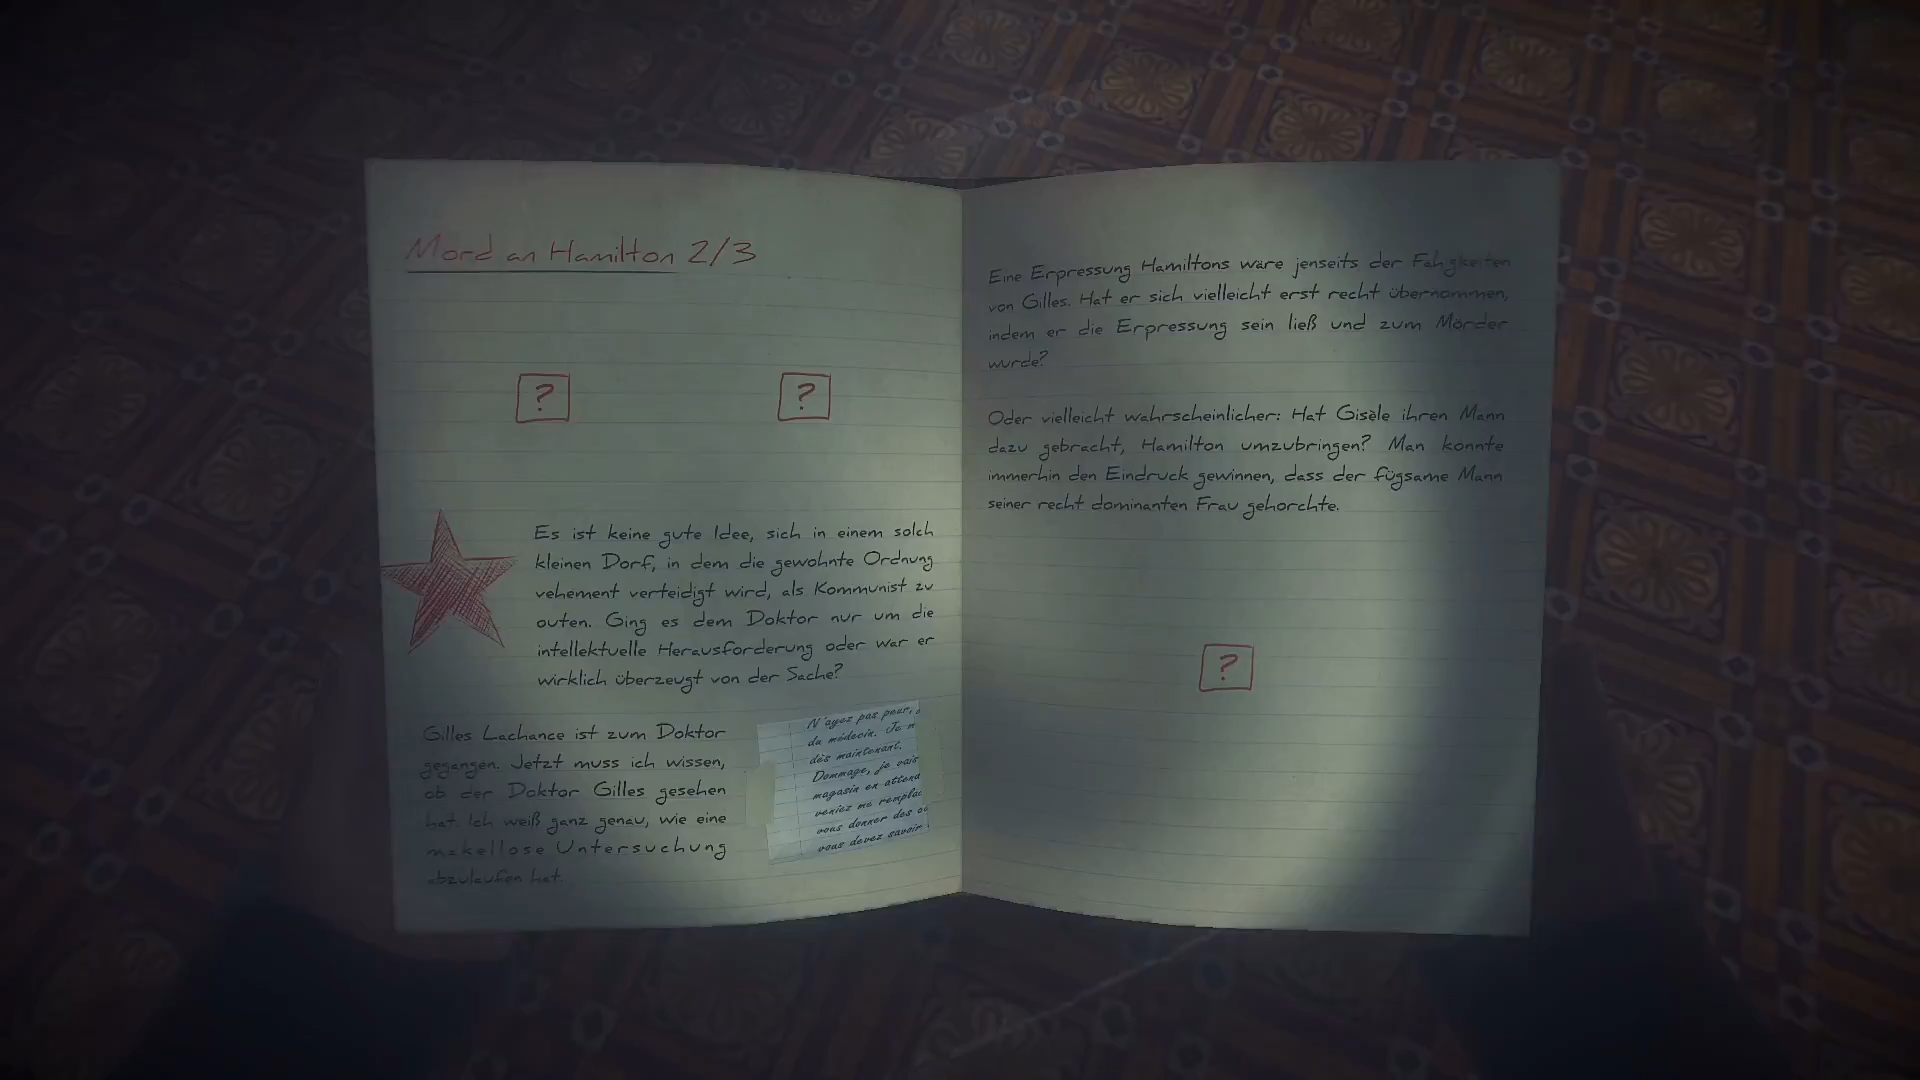 Mord an Hamilton 2/3
?
?
Es ist keine gute Idee, sich in einem solch
kleinen Dorf, in dem die gewohnte Ordnung
vehement verteidigt wird, als Kommunist zu
outen. Ging es dem Doktor nur um die
intellektuelle Herausforderung oder war er
wirklich überzeugt von der Sache?
Gilles Lachance ist zum Doktor
gegangen. Jetzt muss ich wissen,
ob der Doktor Gilles gesehen
hat. Ich weiß ganz genau, wie eine
makellose Untersuchung
abzulaufen hat.
N'ayez pas peur,
du médecin. Je
dès maintenant.
Dommage, je vais
magasin en attend
veniez me remplac
vous donner des
vous devez savoir
Eine Erpressung Hamiltons wäre jenseits der Fähigkeiten
von Gilles. Hat er sich vielleicht erst recht übernommen,
indem er die Erpressung sein ließ und zum Mörder
wurde?
Oder vielleicht wahrscheinlicher: Hat Gisèle ihren Mann
dazu gebracht, Hamilton umzubringen? Man konnte
immerhin den Eindruck gewinnen, dass der fügsame Mann
seiner recht dominanten Frau gehorchte.
?